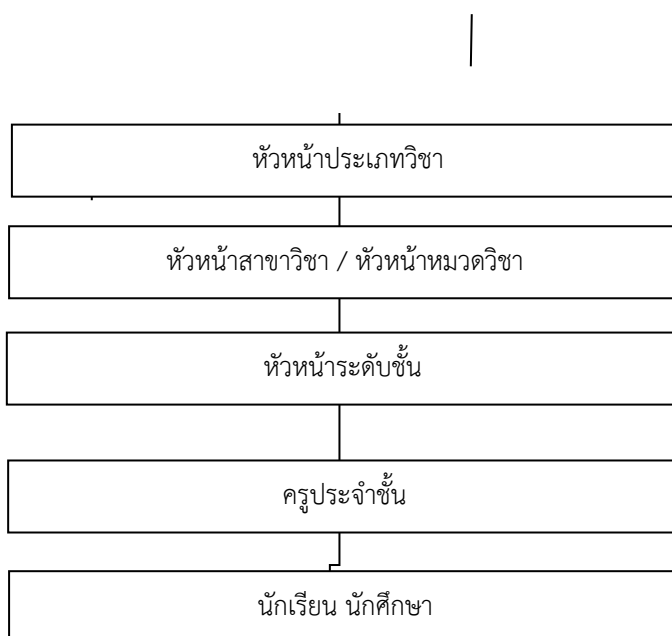 หัวหน้าประเภทวิชา
หัวหน้าสาขาวิชา / หัวหน้าหมวดวิชา
หัวหน้าระดับชั้น
ครูประจำชั้น
นักเรียน นักศึกษา